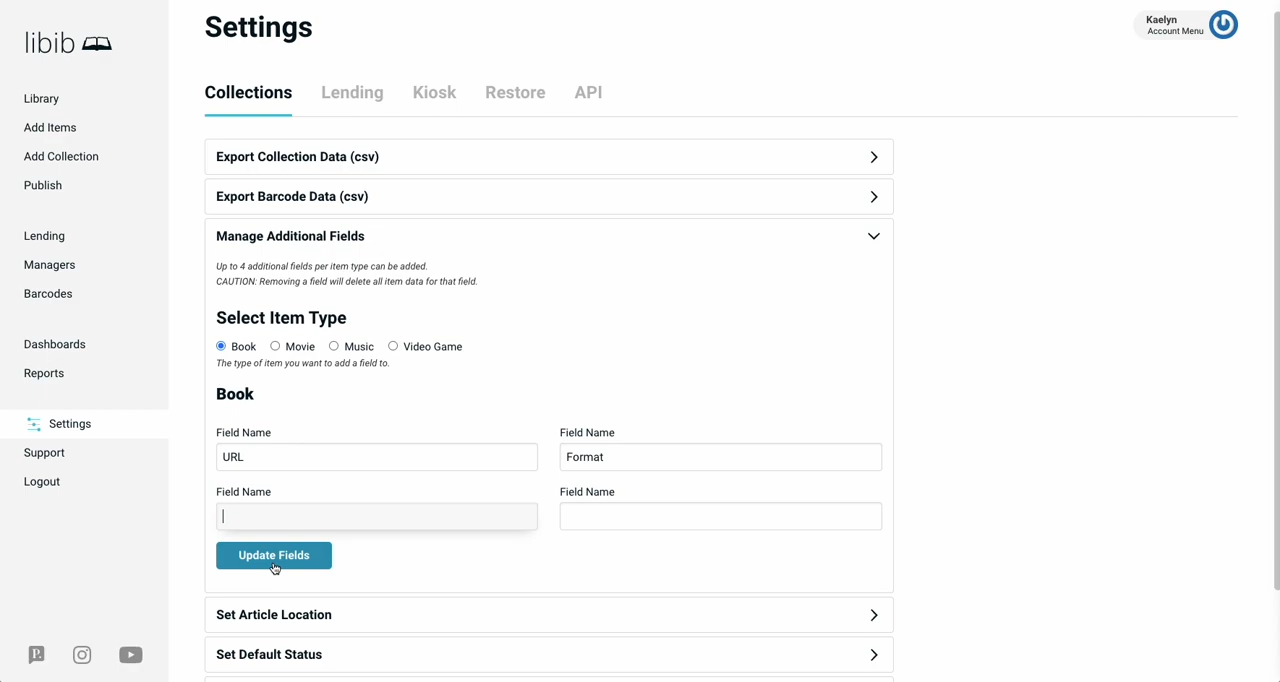 Settings
Kaelyn
Account Menu
libib
Library
Add Items
Add Collection
Publish
Lending
Managers
Barcodes
Dashboards
Reports
Settings
Support
Logout
Collections Lending Kiosk Restore API
Export Collection Data (csv)
Export Barcode Data (csv)
Manage Additional Fields
Up to 4 additional fields per item type can be added.
CAUTION: Removing a field will delete all item data for that field.
Select Item Type
Book Movie Music Video Game
The type of item you want to add a field to.
Book
Field Name Field Name
URL Format
Field Name Field Name
Update Fields
Set Article Location
Set Default Status